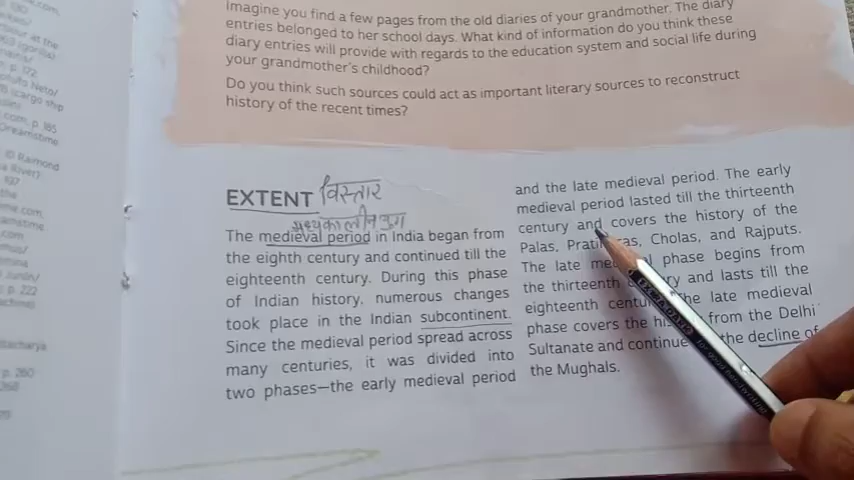 Imagine you find a few pages from the old diaries of your grandmother. The diary
entries belonged to her school days. What kind of information do you think these
diary entries will provide with regards to the education system and social life during
your grandmother's childhood?
Do you think such sources could act as important literary sources to reconstruct
history of the recent times?
EXTENT विस्तार
मध्यकालीन युग
The medieval period in India began from
the eighth century and continued till the
eighteenth century. During this phase
of Indian history, numerous changes
took place in the Indian subcontinent.
Since the medieval period spread across
many centuries, it was divided into
two phases—the early medieval period
and the late medieval period. The early
medieval period lasted till the thirteenth
century and covers the history of the
Palas, Cholas, and Rajputs.
The late phase begins from
the thirteenth and lasts till the
eighteenth the late medieval
phase covers the from the Delhi
Sultanate and the decline of
the Mughals.
com, p. 185
Dreamstime
© Raimond
p. 222
p. 260